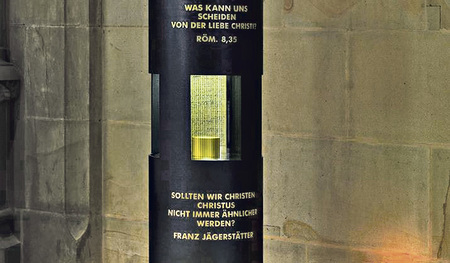 WAS KANN UNS
SCHEIDEN
VON DER LIEBE CHRISTI
RÖM. 8,35
SOLLTEN WIR CHRISTEN
CHRISTUS
NICHT IMMER ÄHNLICHER
WERDEN?
FRANZ JÄGERSTÄTTER